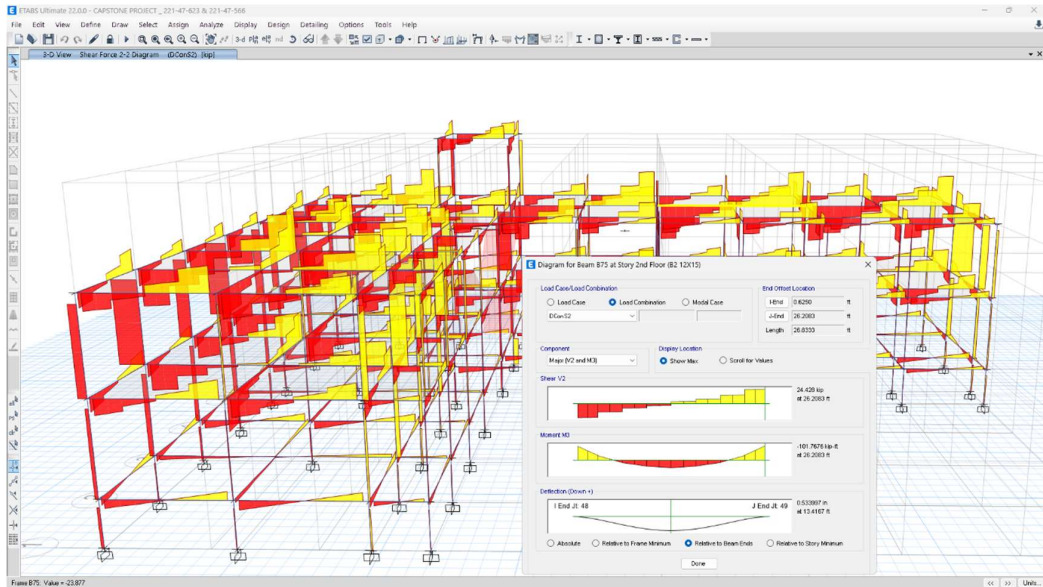 E ETABS Ultimate 22.0.0 - CAPSTONE PROJECT _ 221-47-623 & 221-47-566
File Edit View Define Draw Select Assign Analyze Display Design Detailing Options Tools Help
3-d
3-D View Shear Force 2-2 Diagram (DConS2) [kip]
E Diagram for Beam B75 at Story 2nd Floor (B2 12X15)
Load Case/Load Combination
End Offset Location
Load Case Load Combination Modal Case
I-End 0.6250 ft
DConS2
J-End 26.2083 ft
Length 26.8333 ft
Component
Display Location
Major (V2 and M3)
Show Max Scroll for Values
Shear V2
24.428 kip
at 26.2083 ft
Moment M3
-101.7676 kip-ft
at 26.2083 ft
Deflection (Down +)
I End Jt: 48 J End Jt: 49
0.533997 in
at 13.4167 ft
Absolute Relative to Frame Minimum Relative to Beam Ends Relative to Story Minimum
Done
Frame B75: Value = -23.877
<< >> Units...